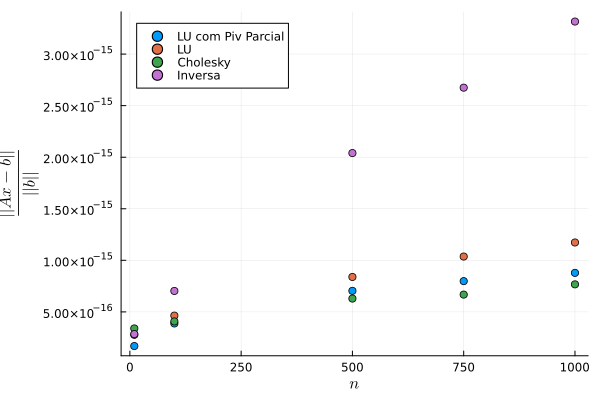 LU com Piv Parcial
LU
Cholesky
Inversa
3.00×10⁻¹⁵
2.50×10⁻¹⁵
2.00×10⁻¹⁵
1.50×10⁻¹⁵
1.00×10⁻¹⁵
5.00×10⁻¹⁶
||Ax − b||
||b||
0 250 500 750 1000
n